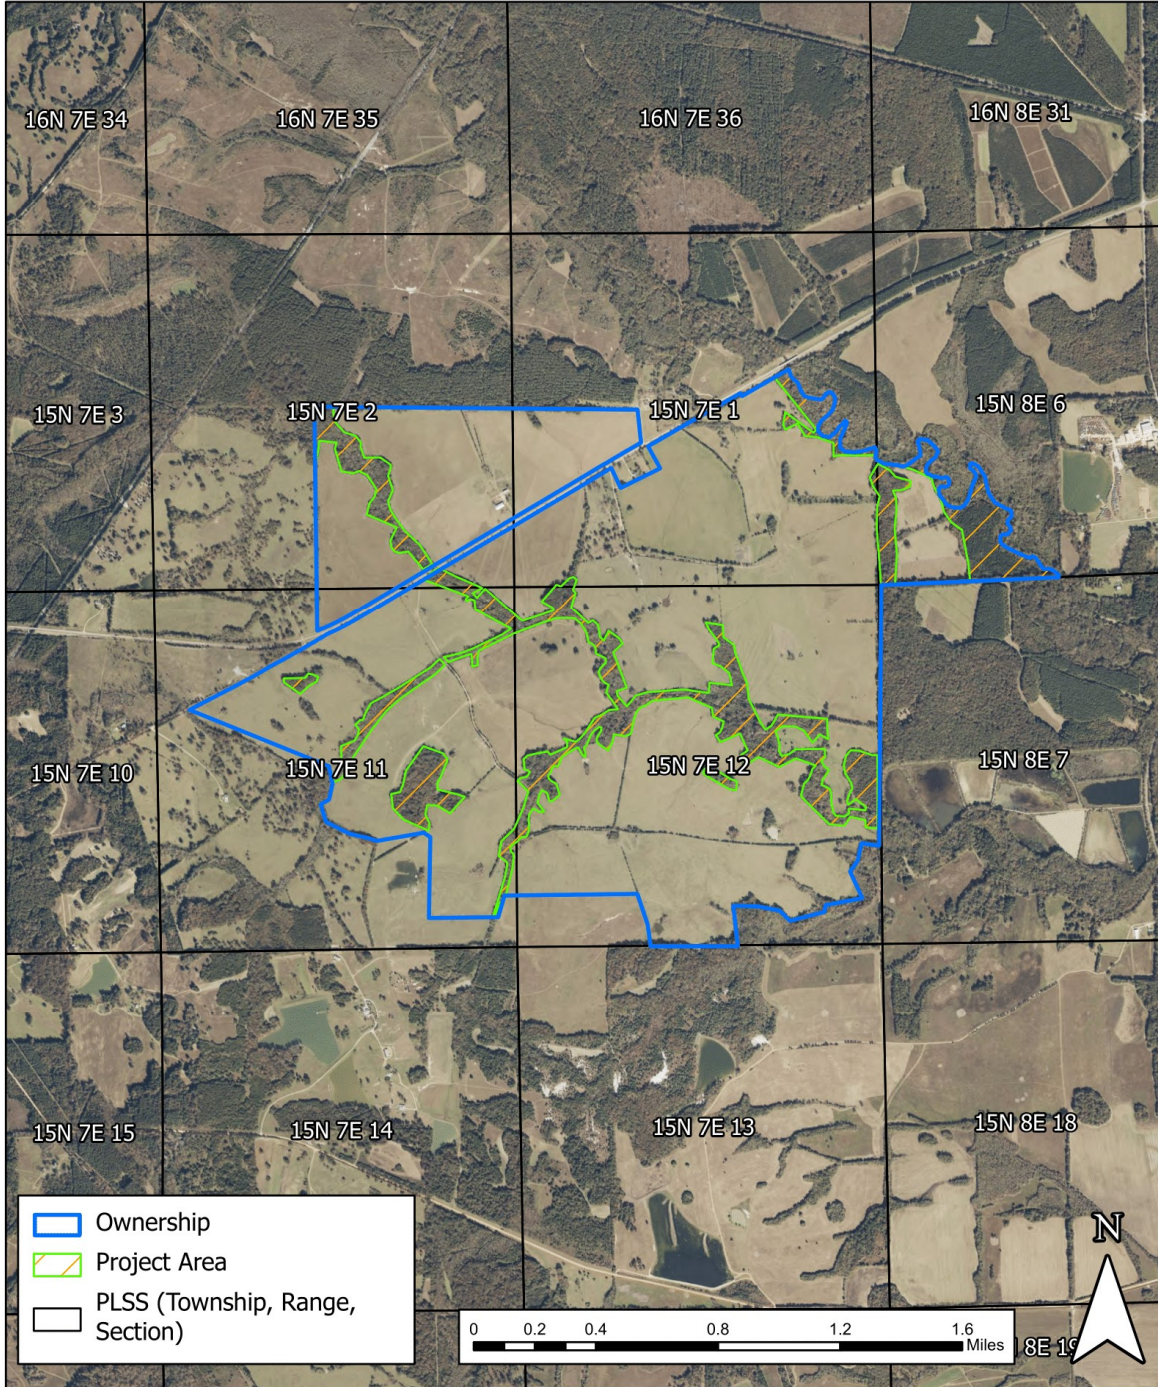 16N 7E 34
16N 7E 35
16N 7E 36
16N 8E 31
15N 7E 3
15N 7E 2
15N 7E 1
15N 8E 6
15N 7E 10
15N 7E 11
15N 7E 12
15N 8E 7
15N 7E 15
15N 7E 14
15N 7E 13
15N 8E 18
Ownership
Project Area
PLSS (Township, Range,
Section)
0 0.2 0.4 0.8 1.2 1.6
Miles
8E 19
N